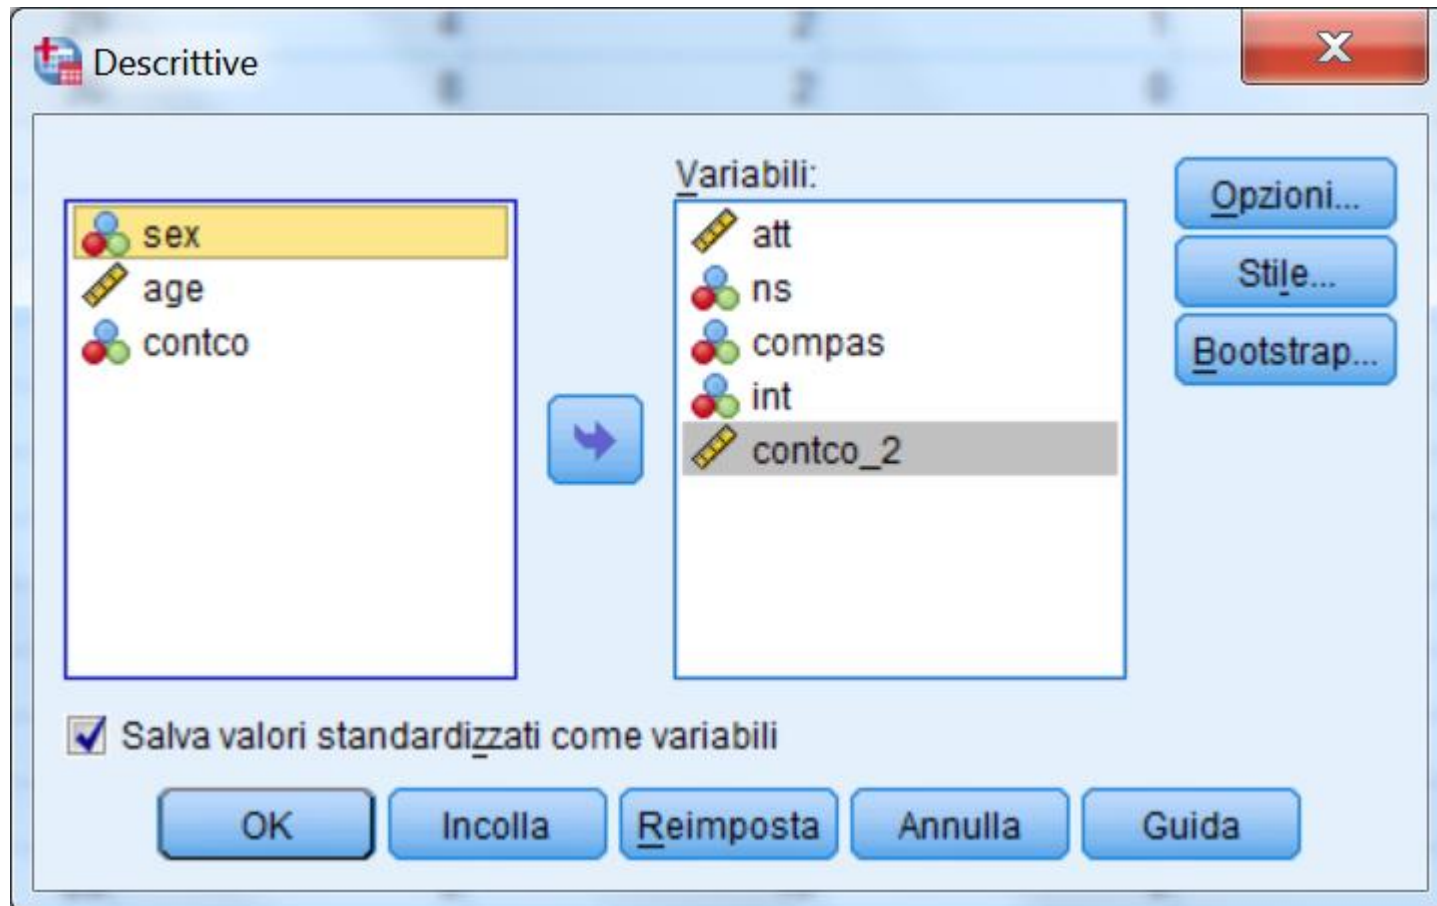 Descrittive
Variabili:
sex
age
contco
att
ns
compas
int
contco_2
Opzioni...
Stile...
Bootstrap...
Salva valori standardizzati come variabili
OK
Incolla
Reimposta
Annulla
Guida